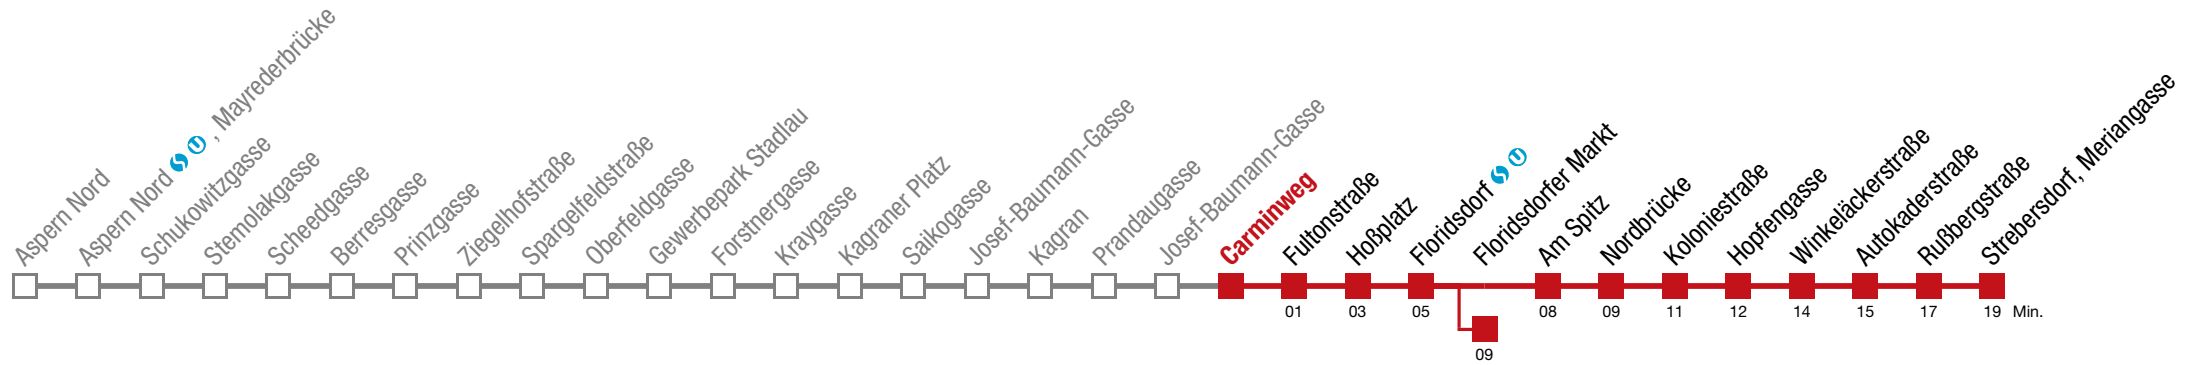 Aspern Nord
Aspern Nord S U , Mayrederbrücke
Schukowitzgasse
Stemolakgasse
Scheedgasse
Berresgasse
Prinzgasse
Ziegelhofstraße
Spargelfeldstraße
Oberfeldgasse
Gewerbepark Stadlau
Forstnergasse
Kraygasse
Kagraner Platz
Saikogasse
Josef-Baumann-Gasse
Kagran
Prandaugasse
Josef-Baumann-Gasse
Carminweg
Fultonstraße
Hoßplatz
Floridsdorf S U
Floridsdorfer Markt
Am Spitz
Nordbrücke
Koloniestraße
Hopfengasse
Winkeläckerstraße
Autokaderstraße
Rußbergstraße
Strebersdorf, Meriangasse
01 03 05 08 09 11 12 14 15 17 19 Min.
09